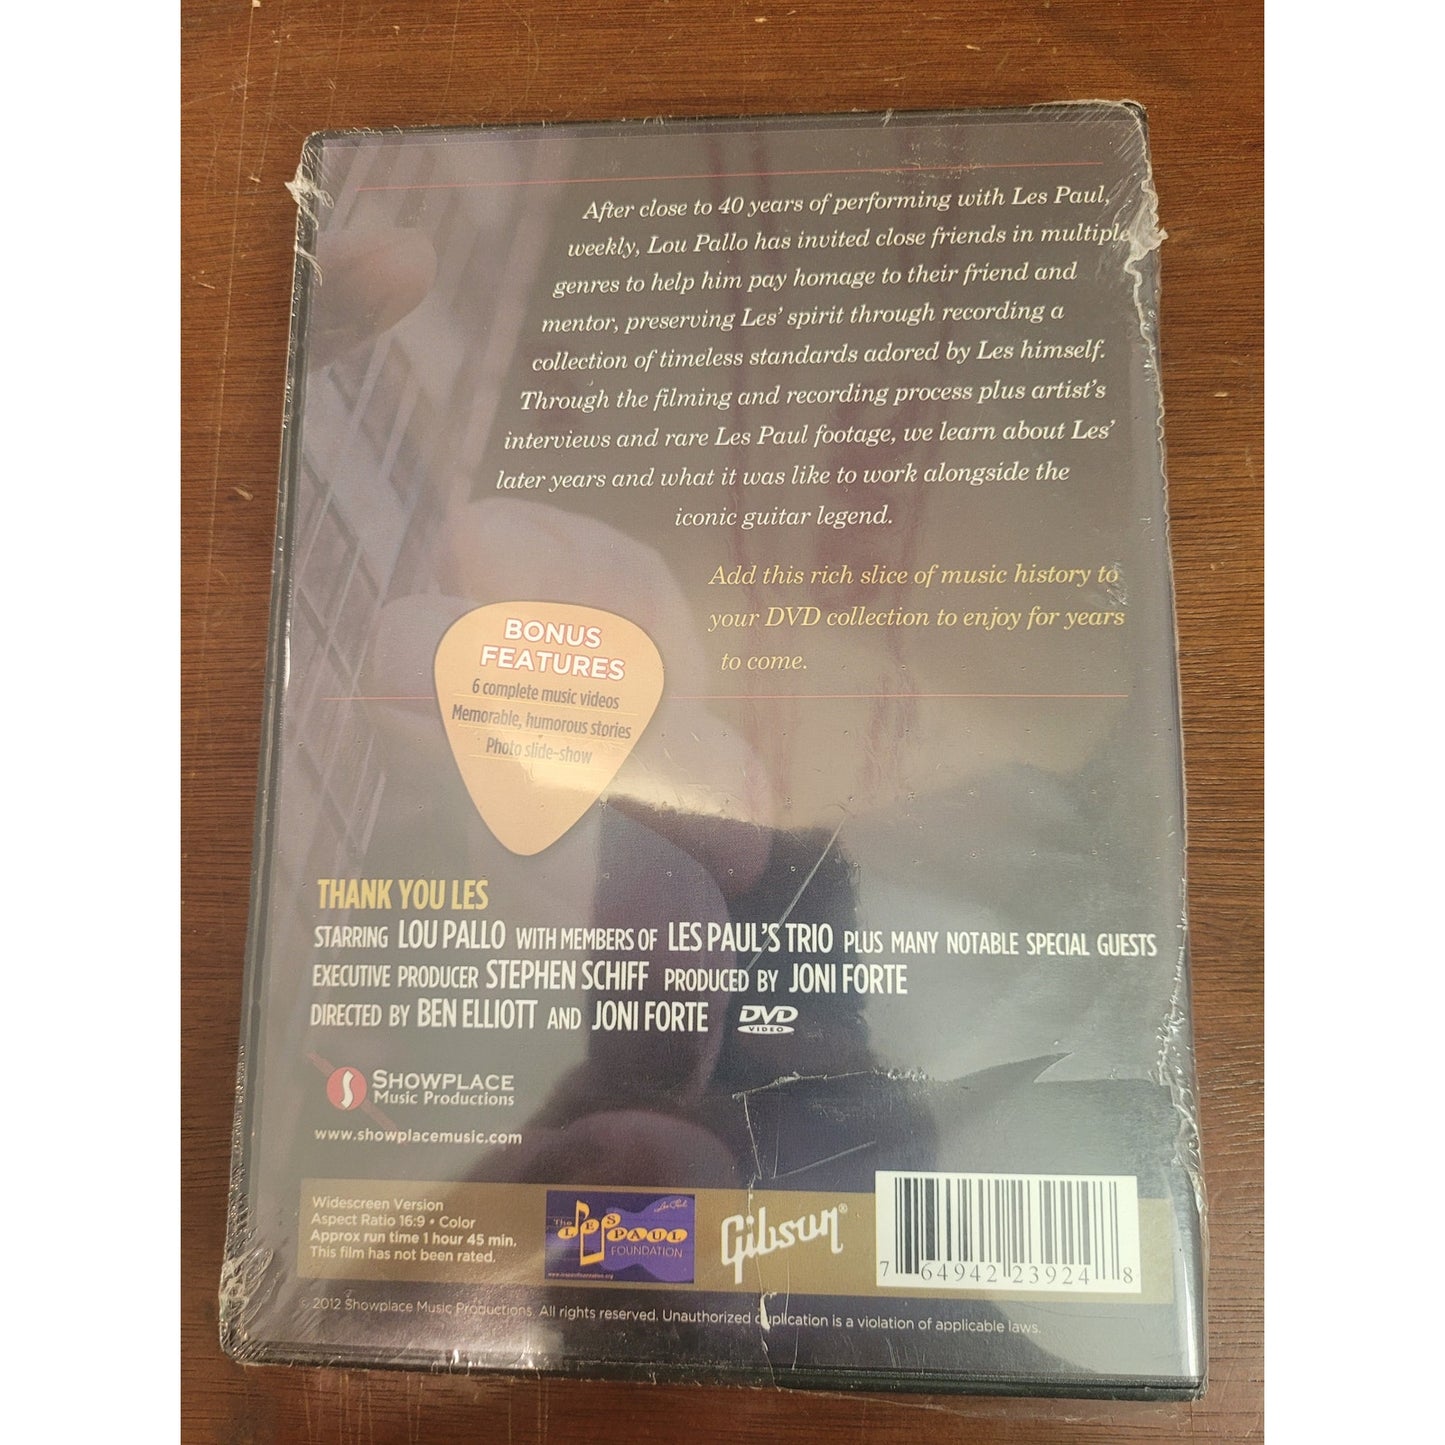 After close to 40 years of performing with Les Paul,
weekly, Lou Pallo has invited close friends in multiple
genres to help him pay homage to their friend and
mentor, preserving Les' spirit through recording a
collection of timeless standards adored by Les himself.
Through the filming and recording process plus artist's
interviews and rare Les Paul footage, we learn about Les'
later years and what it was like to work alongside the
iconic guitar legend.
Add this rich slice of music history to
your DVD collection to enjoy for years
to come.
BONUS
FEATURES
6 complete music videos
Memorable, humorous stories
Photo slide-show
THANK YOU LES
STARRING LOU PALLO WITH MEMBERS OF LES PAUL'S TRIO PLUS MANY NOTABLE SPECIAL GUESTS
EXECUTIVE PRODUCER STEPHEN SCHIFF PRODUCED BY JONI FORTE
DIRECTED BY BEN ELLIOTT AND JONI FORTE DVD
VIDEO
S SHOWPLACE
Music Productions
www.showplacemusic.com
Widescreen Version
Aspect Ratio 16:9 • Color
Approx run time 1 hour 45 min.
This film has not been rated.
The
LES PAUL
FOUNDATION
Gibson®
7 64942 23924 8
© 2012 Showplace Music Productions. All rights reserved. Unauthorized duplication is a violation of applicable laws.